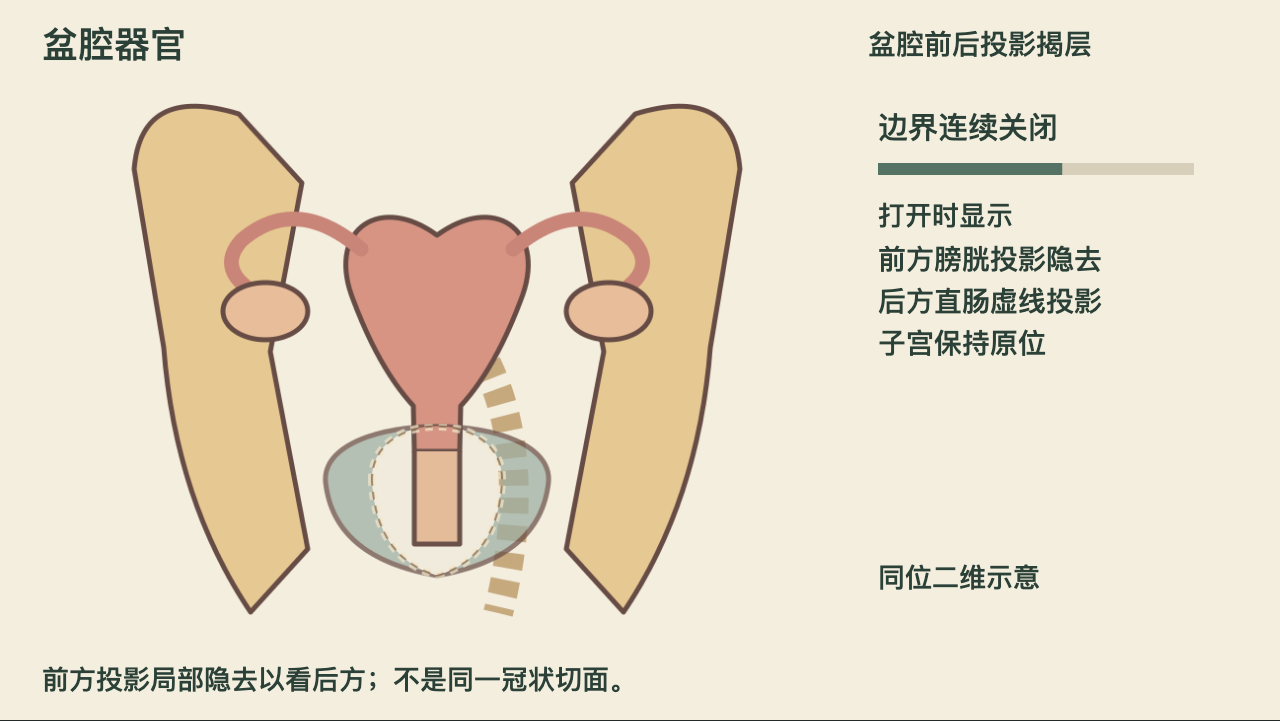 盆腔器官
盆腔前后投影揭层
边界连续关闭
打开时显示
前方膀胱投影隐去
后方直肠虚线投影
子宫保持原位
同位二维示意
前方投影局部隐去以看后方；不是同一冠状切面。